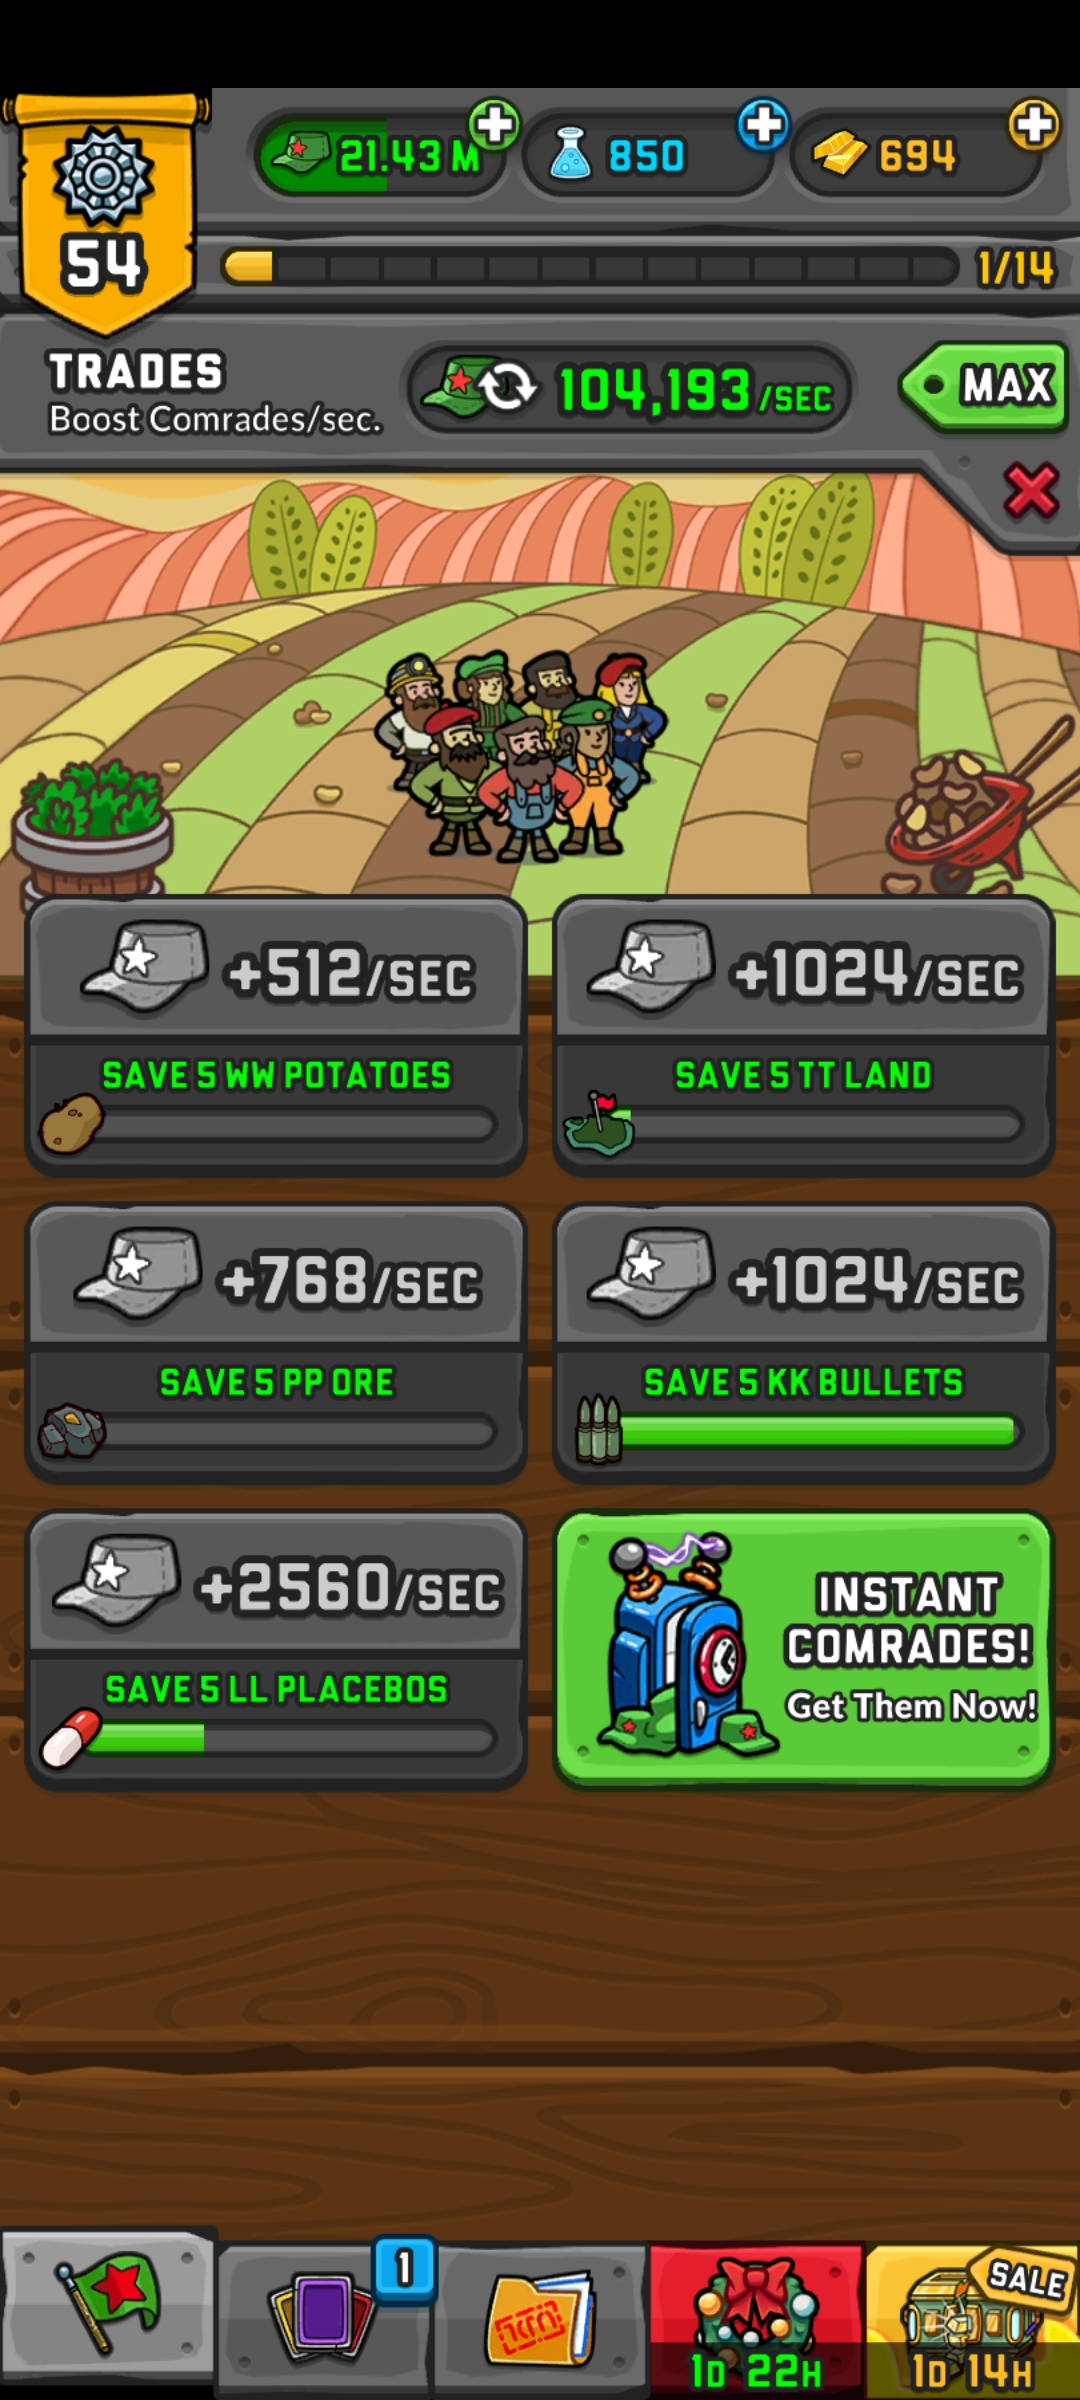 21.43 M
850
694
54
1/14
TRADES
Boost Comrades/sec.
104,193/SEC
MAX
+512/SEC
SAVE 5 WW POTATOES
+1024/SEC
SAVE 5 TT LAND
+768/SEC
SAVE 5 PP ORE
+1024/SEC
SAVE 5 KK BULLETS
+2560/SEC
SAVE 5 LL PLACEBOS
INSTANT
COMRADES!
Get Them Now!
1
SALE
1D 22H
1D 14H